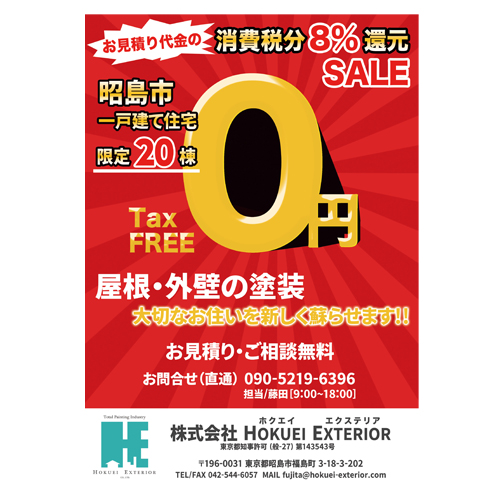 お見積り代金の
消費税分8%還元
SALE
昭島市
一戸建て住宅
限定20棟
0円
Tax
FREE
屋根・外壁の塗装
大切なお住いを新しく蘇らせます!!
お見積り・ご相談無料
お問合せ(直通) 090-5219-6396
担当/藤田[9:00~18:00]
Total Painting Industry
HE
HOKUEI EXTERIOR
CO., LTD.
ホクエイ エクステリア
株式会社 HOKUEI EXTERIOR
東京都知事許可 (般-27) 第143543号
〒196-0031 東京都昭島市福島町 3-18-3-202
TEL/FAX 042-544-6057 MAIL fujita@hokuei-exterior.com